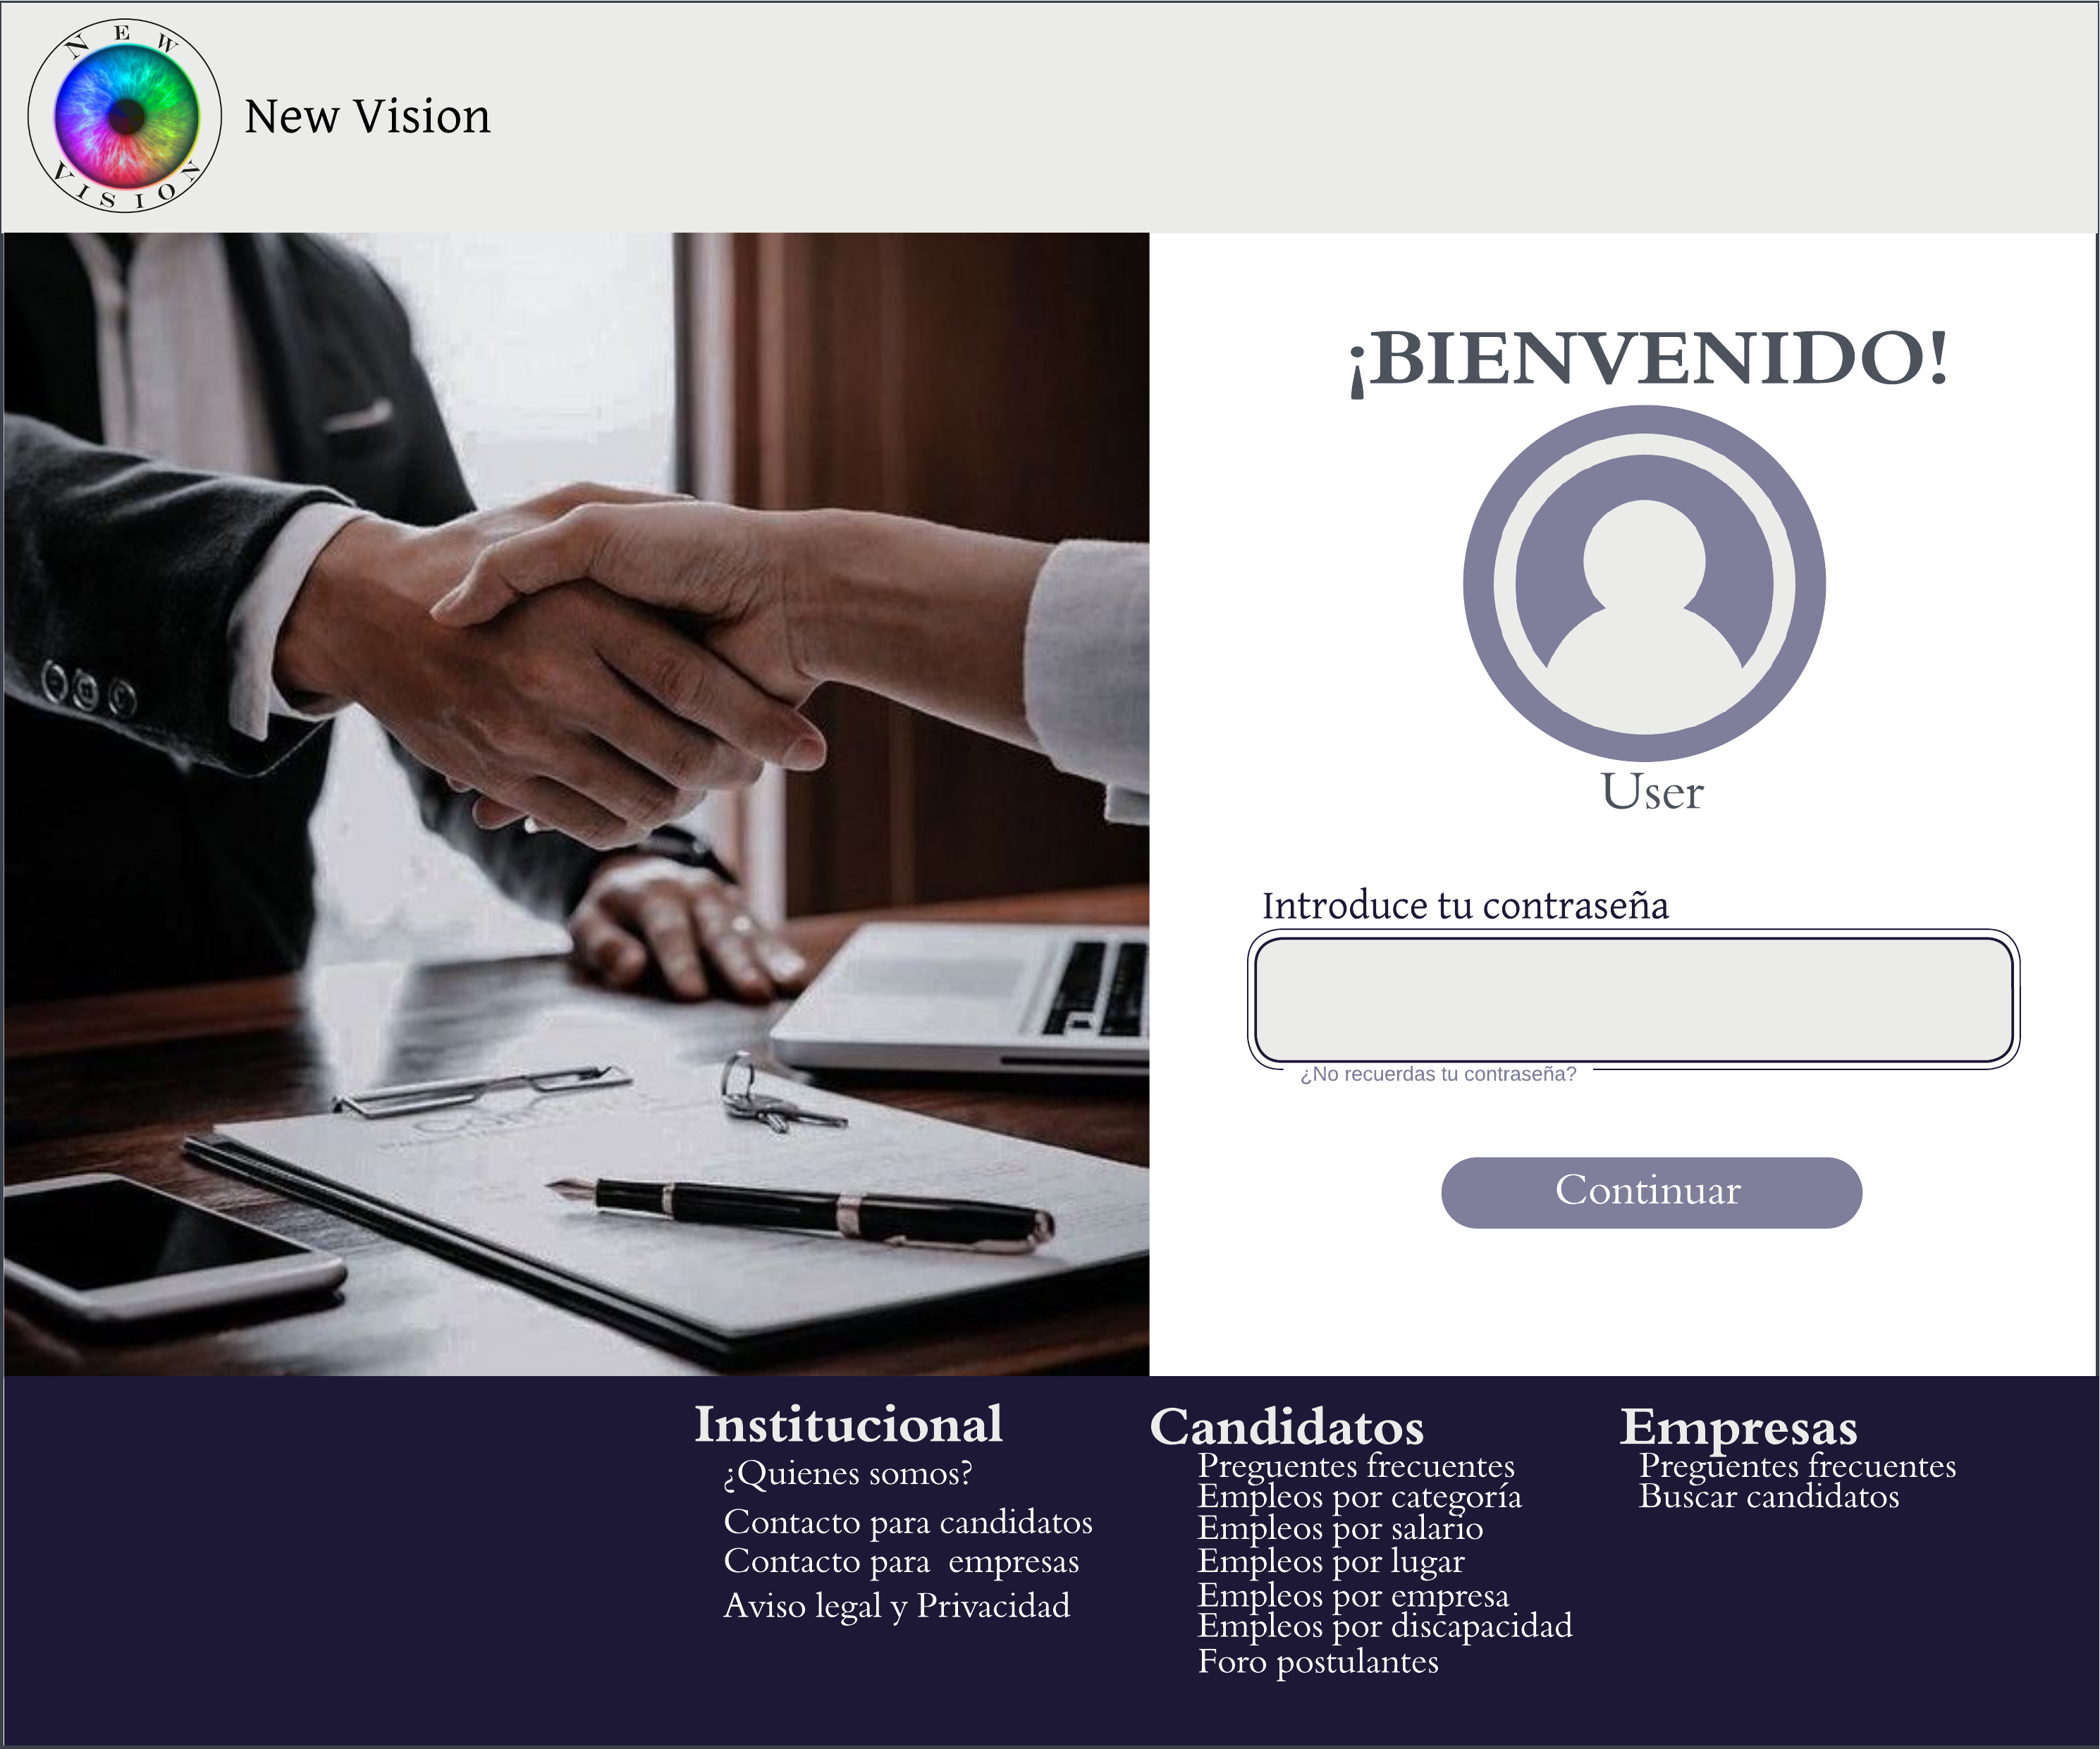 NEW
VISION
New Vision
¡BIENVENIDO!
User
Introduce tu contraseña
¿No recuerdas tu contraseña?
Continuar
Institucional
¿Quienes somos?
Contacto para candidatos
Contacto para  empresas
Aviso legal y Privacidad
Candidatos
Preguentes frecuentes
Empleos por categoría
Empleos por salario
Empleos por lugar
Empleos por empresa
Empleos por discapacidad
Foro postulantes
Empresas
Preguentes frecuentes
Buscar candidatos